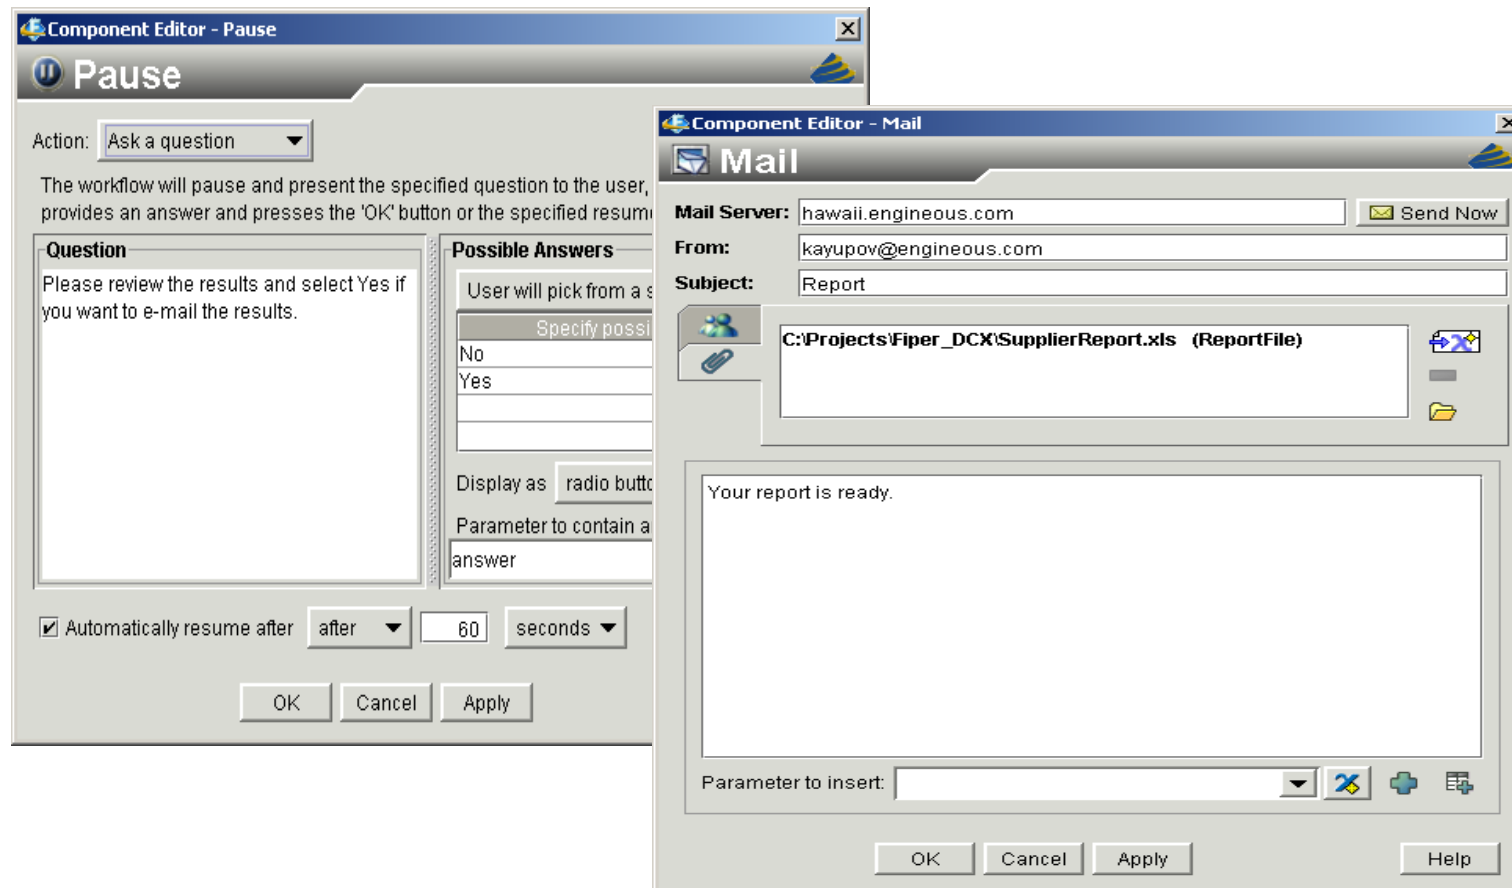 Component Editor - Pause
Pause
Action: Ask a question
The workflow will pause and present the specified question to the user,
provides an answer and presses the 'OK' button or the specified
Question
Please review the results and select Yes if
you want to e-mail the results.
Possible Answers
User will pick from a
Specify
No
Yes
Display as radio
Parameter to contain
answer
Automatically resume after after 60 seconds
OK Cancel Apply
Component Editor - Mail
Mail
Mail Server: hawaii.engineous.com Send Now
From: kayupov@engineous.com
Subject: Report
C:\Projects\Fiper_DCX\SupplierReport.xls (ReportFile)
Your report is ready.
Parameter to insert:
OK Cancel Apply Help